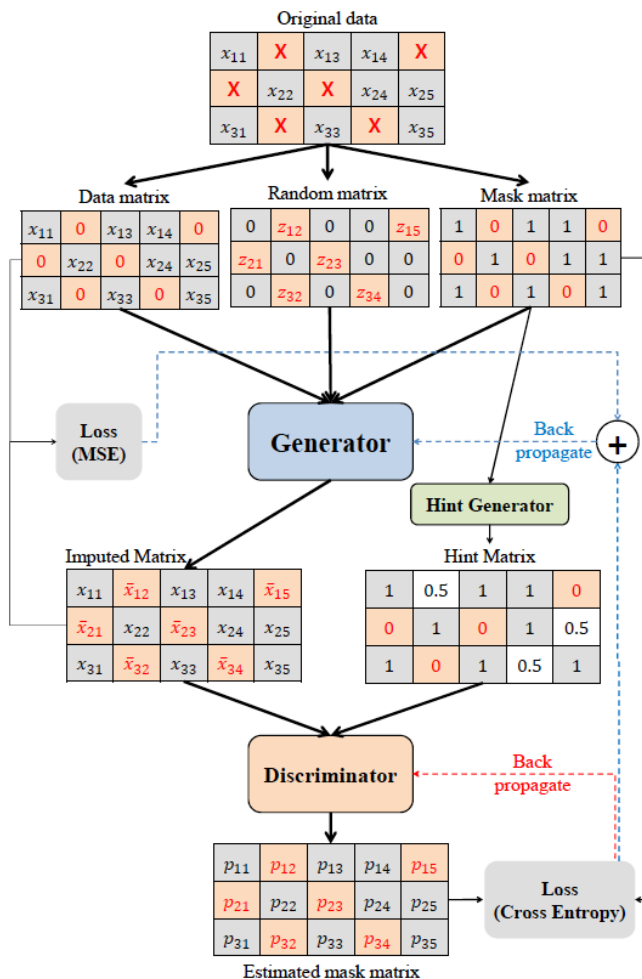 Original data
x₁₁ X x₁₃ x₁₄ X
X x₂₂ X x₂₄ x₂₅
x₃₁ X x₃₃ X x₃₅
Data matrix
x₁₁ 0 x₁₃ x₁₄ 0
0 x₂₂ 0 x₂₄ x₂₅
x₃₁ 0 x₃₃ 0 x₃₅
Random matrix
0 z₁₂ 0 0 z₁₅
z₂₁ 0 z₂₃ 0 0
0 z₃₂ 0 z₃₄ 0
Mask matrix
1 0 1 1 0
0 1 0 1 1
1 0 1 0 1
Loss
(MSE)
Generator
Back
propagate
+
Hint Generator
Imputed Matrix
x₁₁ x̄₁₂ x₁₃ x₁₄ x̄₁₅
x̄₂₁ x₂₂ x̄₂₃ x₂₄ x₂₅
x₃₁ x̄₃₂ x₃₃ x̄₃₄ x₃₅
Hint Matrix
1 0.5 1 1 0
0 1 0 1 0.5
1 0 1 0.5 1
Discriminator
Back
propagate
p₁₁ p₁₂ p₁₃ p₁₄ p₁₅
p₂₁ p₂₂ p₂₃ p₂₄ p₂₅
p₃₁ p₃₂ p₃₃ p₃₄ p₃₅
Estimated mask matrix
Loss
(Cross Entropy)